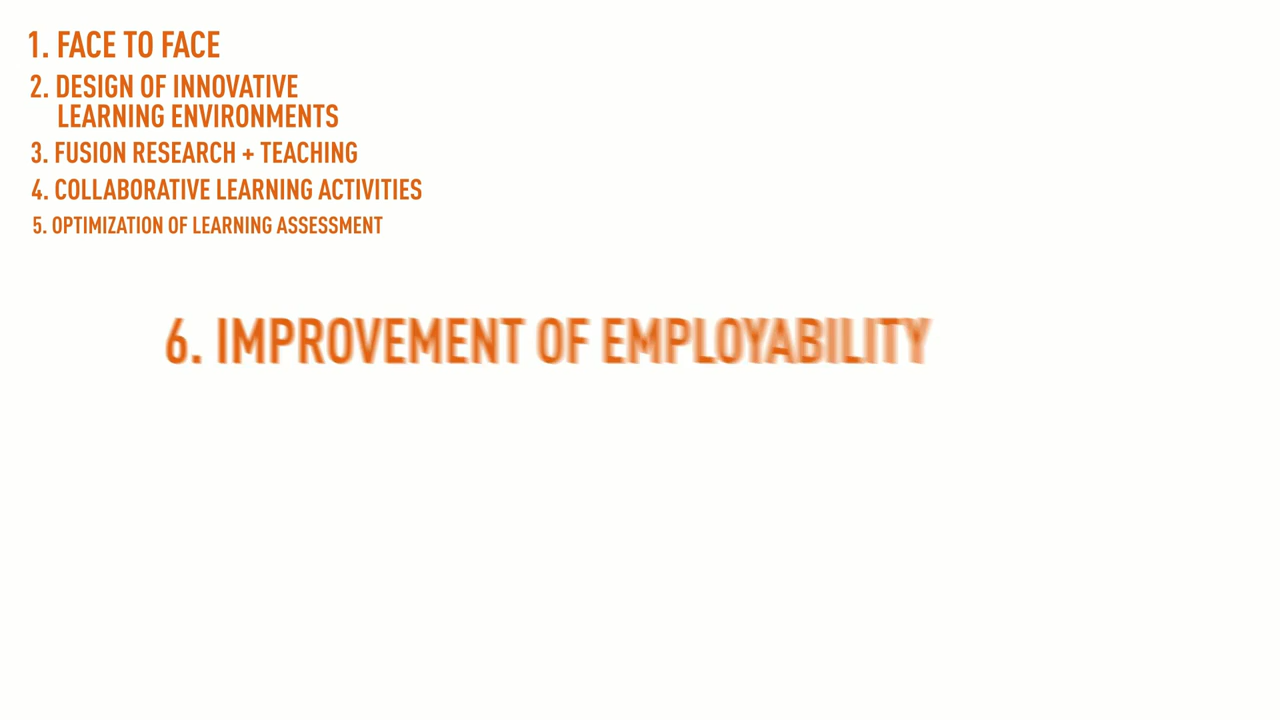 1. FACE TO FACE
2. DESIGN OF INNOVATIVE
LEARNING ENVIRONMENTS
3. FUSION RESEARCH + TEACHING
4. COLLABORATIVE LEARNING ACTIVITIES
5. OPTIMIZATION OF LEARNING ASSESSMENT
6. IMPROVEMENT OF EMPLOYABILITY